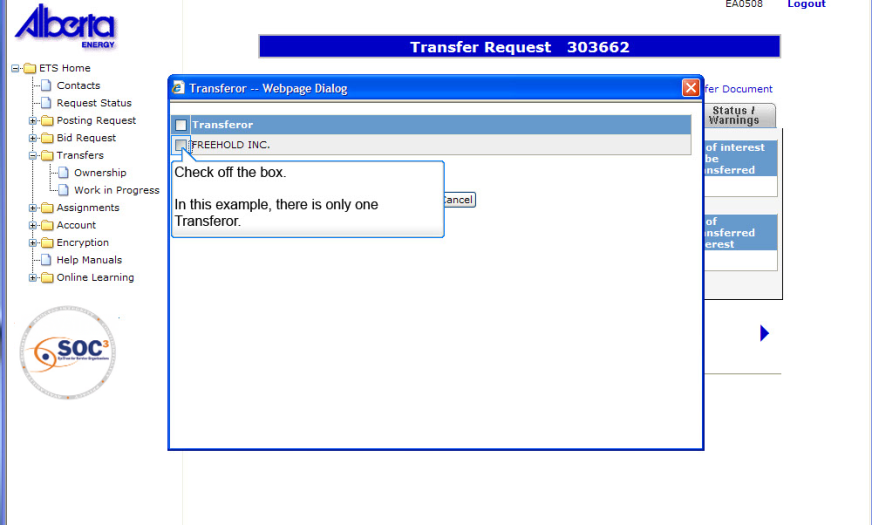 Alberta
ENERGY
EA0508 Logout
Transfer Request 303662
ETS Home
Contacts
Request Status
Posting Request
Bid Request
Transfers
Ownership
Work in Progress
Assignments
Account
Encryption
Help Manuals
Online Learning
SOC³
Transferor -- Webpage Dialog
Transferor
FREEHOLD INC.
Check off the box.
In this example, there is only one
Transferor.
Cancel
fer Document
Status /
Warnings
of interest
be
nsferred
of
nsferred
erest